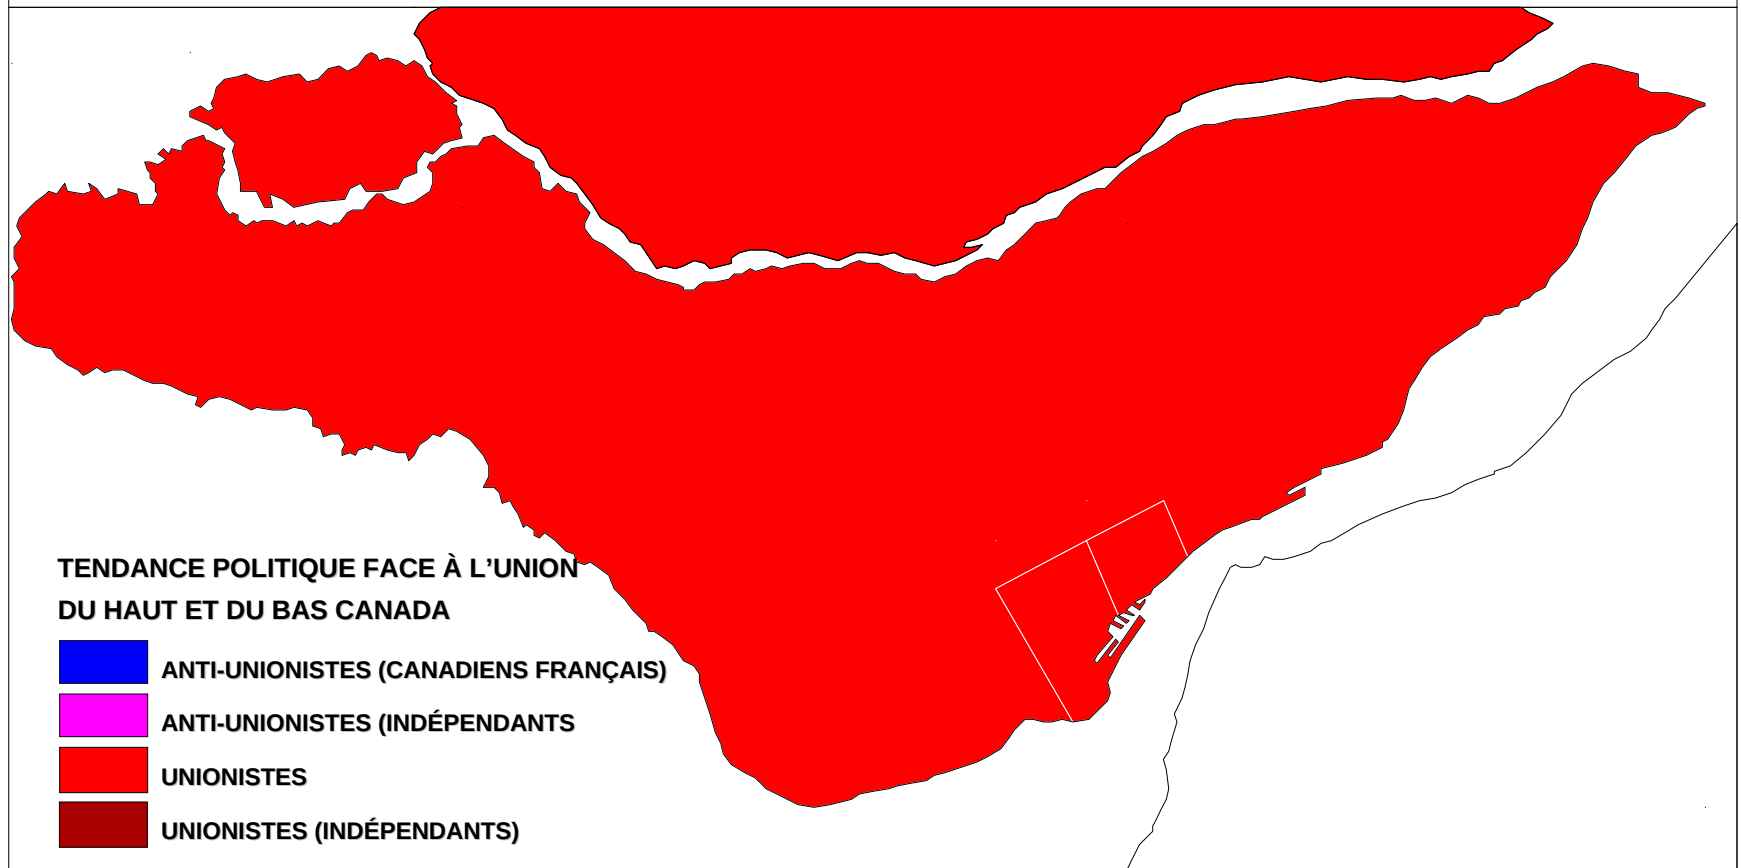 TENDANCE POLITIQUE FACE À L’UNION
DU HAUT ET DU BAS CANADA
ANTI-UNIONISTES (CANADIENS FRANÇAIS)
ANTI-UNIONISTES (INDÉPENDANTS
UNIONISTES
UNIONISTES (INDÉPENDANTS)